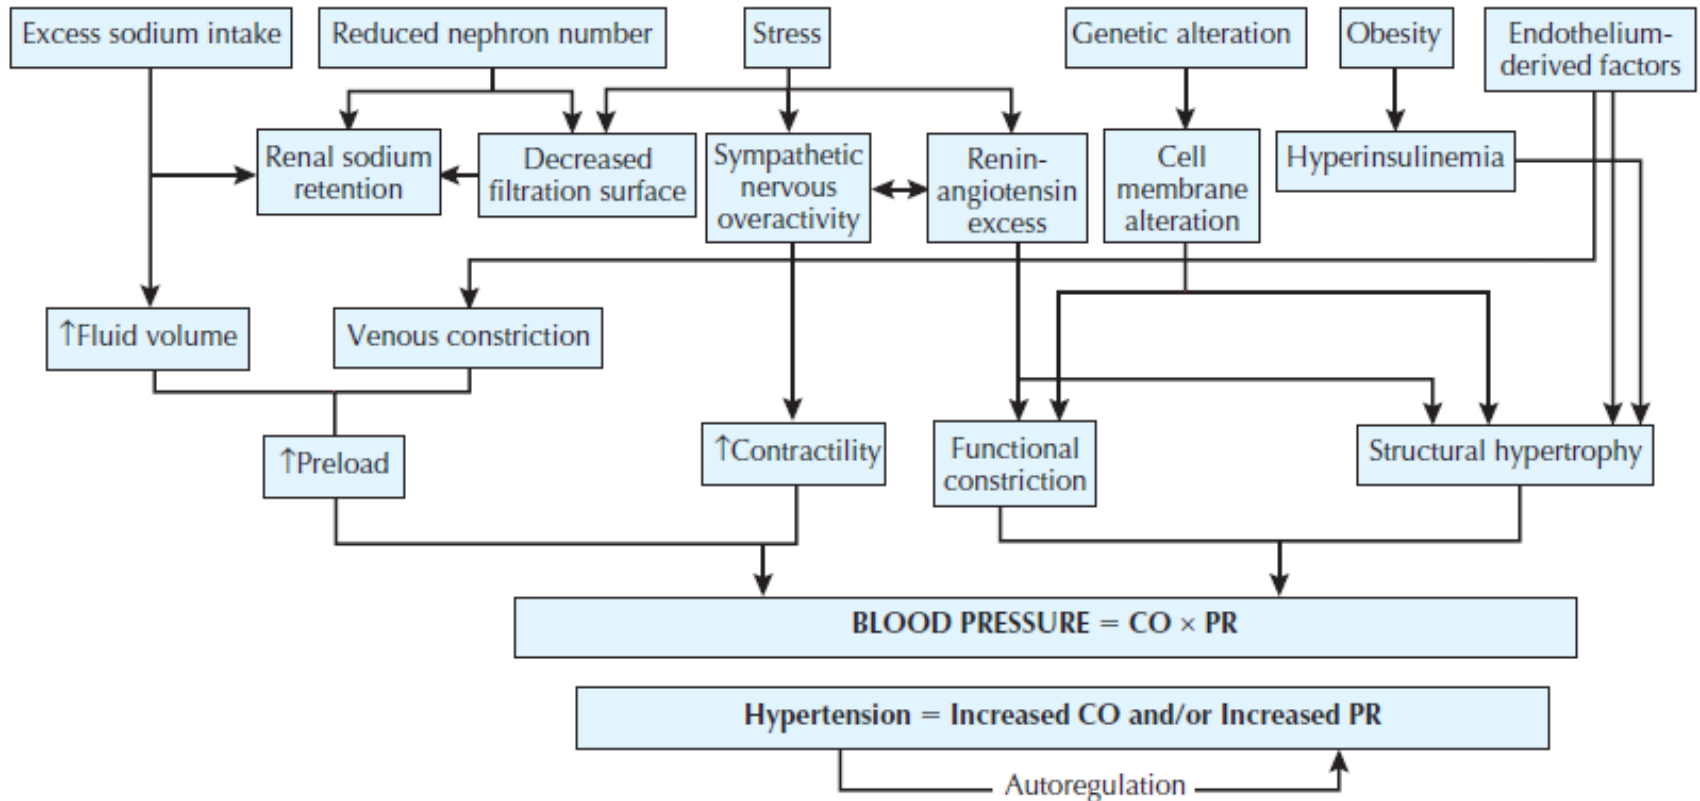 Excess sodium intake
Reduced nephron number
Stress
Genetic alteration
Obesity
Endothelium-
derived factors
Renal sodium
retention
Decreased
filtration surface
Sympathetic
nervous
overactivity
Renin-
angiotensin
excess
Cell
membrane
alteration
Hyperinsulinemia
↑Fluid volume
Venous constriction
↑Preload
↑Contractility
Functional
constriction
Structural hypertrophy
BLOOD PRESSURE = CO × PR
Hypertension = Increased CO and/or Increased PR
Autoregulation